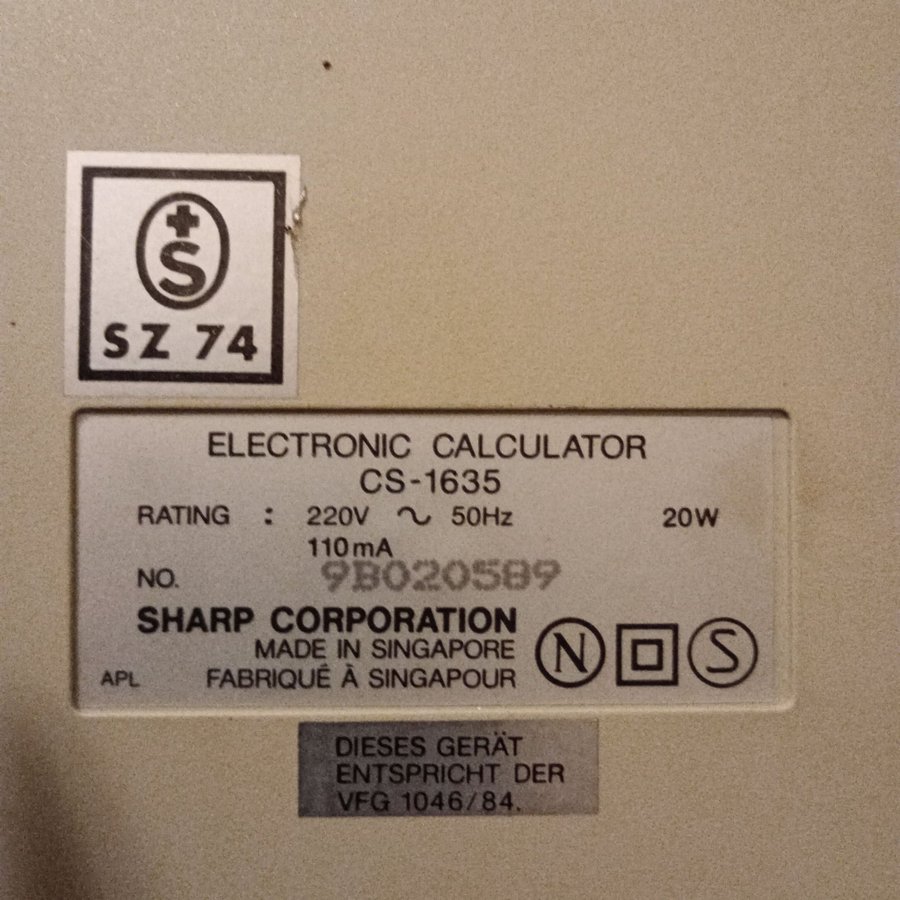 +
S
SZ 74
ELECTRONIC CALCULATOR
CS-1635
RATING : 220V ~ 50Hz 20W
110mA
NO. 9B020589
SHARP CORPORATION
MADE IN SINGAPORE
APL FABRIQUÉ À SINGAPOUR
N S
DIESES GERÄT
ENTSPRICHT DER
VFG 1046/84.